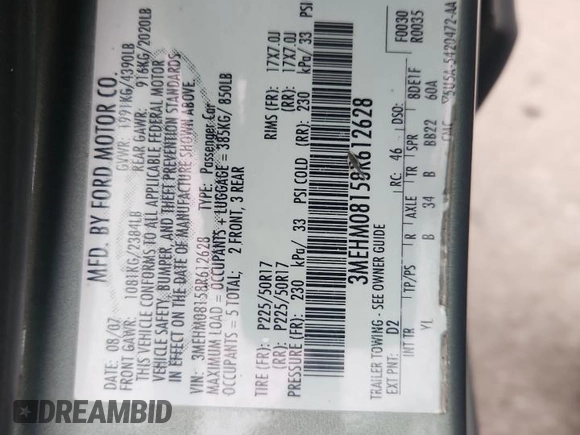 MFD. BY FORD MOTOR CO.
DATE: 08/07 GVWR: 1991KG/4390LB
FRONT GAWR: 1081KG/2384LB REAR GAWR: 916KG/2020LB
THIS VEHICLE CONFORMS TO ALL APPLICABLE FEDERAL MOTOR
VEHICLE SAFETY, BUMPER, AND THEFT PREVENTION STANDARDS
IN EFFECT ON THE DATE OF MANUFACTURE SHOWN ABOVE.
VIN: 3MEHM08158R612628 TYPE: Passenger Car
MAXIMUM LOAD = OCCUPANTS + LUGGAGE = 385KG/ 850LB
OCCUPANTS = 5 TOTAL; 2 FRONT, 3 REAR
TIRE (FR): P225/50R17 RIMS (FR): 17X7.0J
(RR): P225/50R17 (RR): 17X7.0J
PRESSURE (FR): 230 kPa/ 33 PSI COLD (RR): 230 kPa/ 33 PSI
3MEHM08158R612628
TRAILER TOWING - SEE OWNER GUIDE
F0030
R0035
EXT PNT: D2 RC: 46 DSO:
INT TR TP/PS R AXLE TR SPR
YL B 34 B BB22 60A
8DE1F
5U5A-5420472-AA
DREAMBID